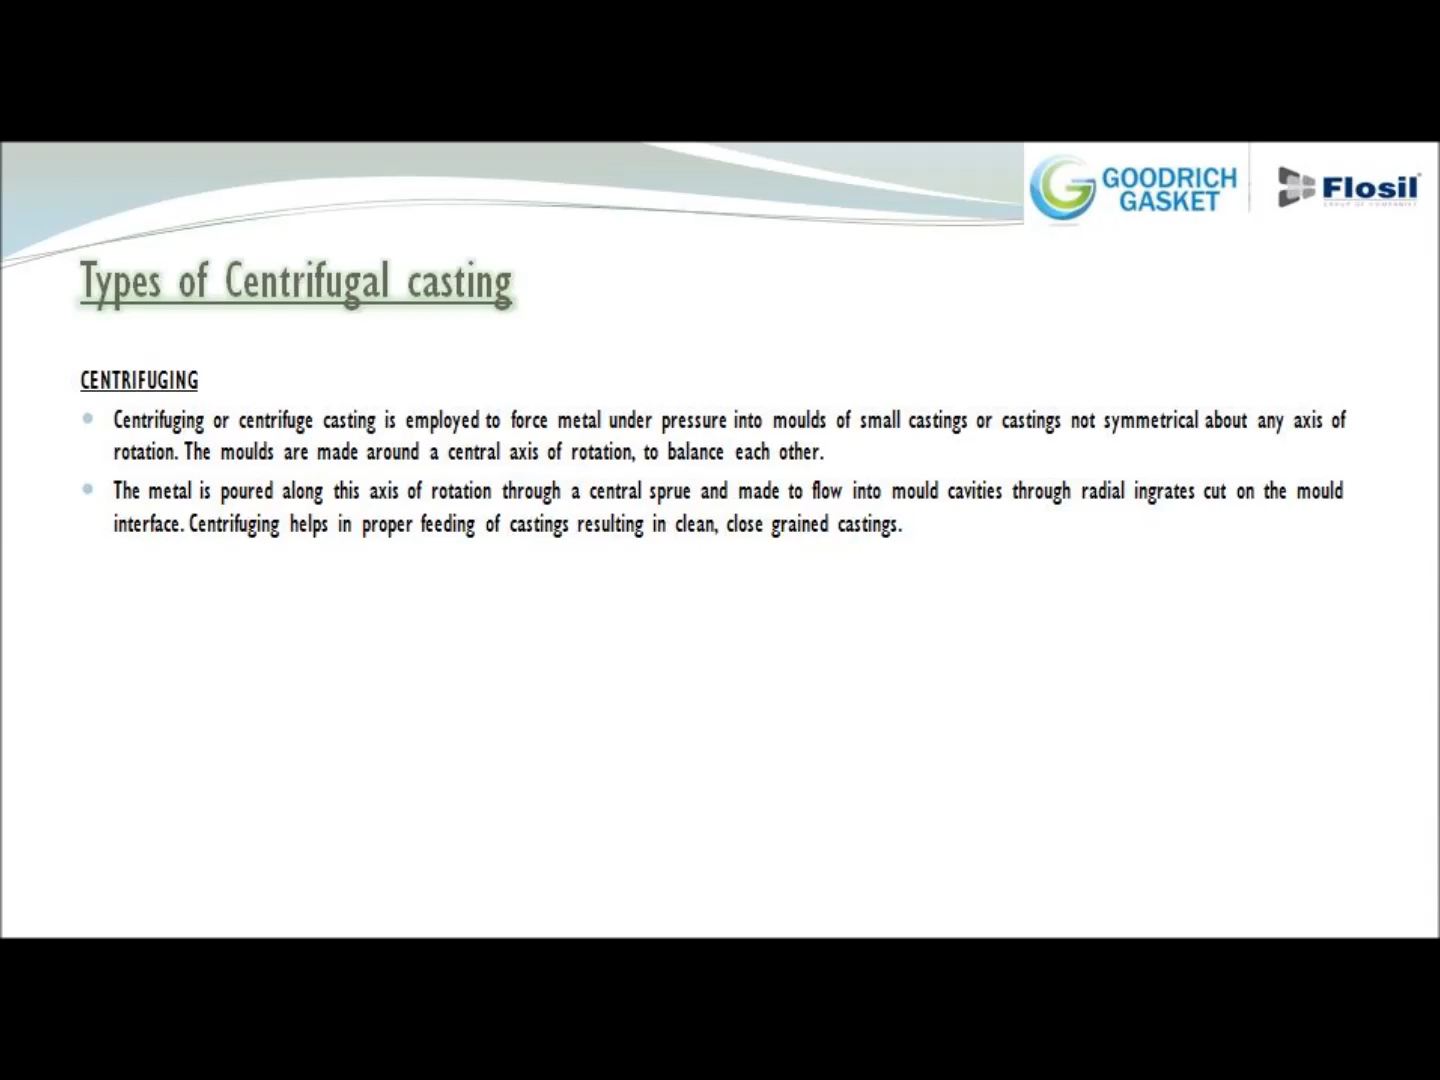 GOODRICH
GASKET
Flosil
GROUP OF COMPANIES
Types of Centrifugal casting
CENTRIFUGING
Centrifuging or centrifuge casting is employed to force metal under pressure into moulds of small castings or castings not symmetrical about any axis of
rotation. The moulds are made around a central axis of rotation, to balance each other.
The metal is poured along this axis of rotation through a central sprue and made to flow into mould cavities through radial ingrates cut on the mould
interface. Centrifuging helps in proper feeding of castings resulting in clean, close grained castings.